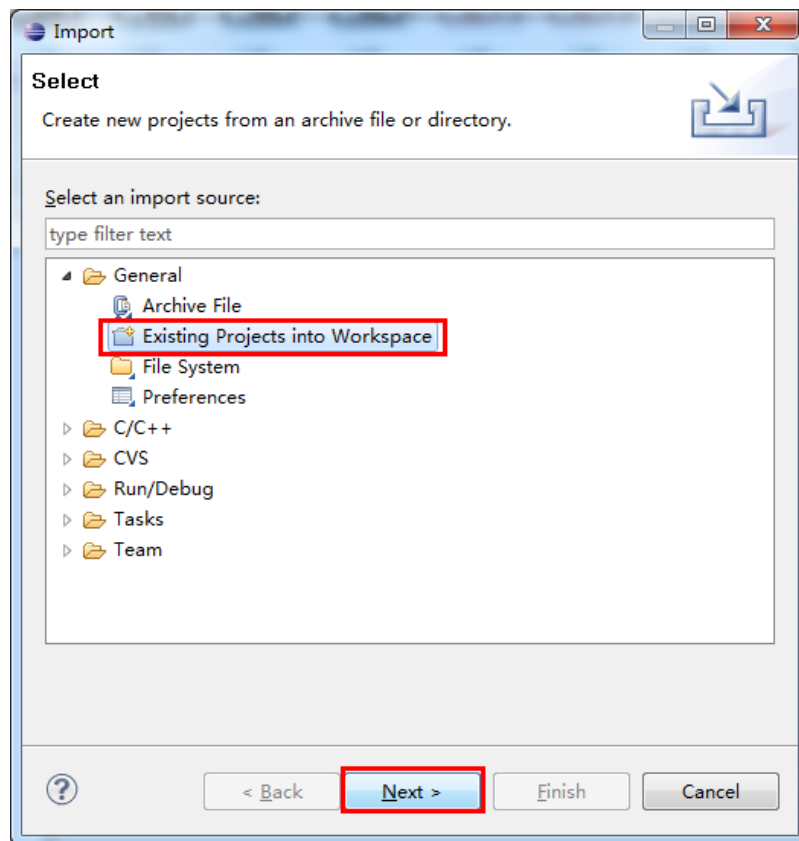 Import
Select
Create new projects from an archive file or directory.
Select an import source:
type filter text
General
Archive File
Existing Projects into Workspace
File System
Preferences
C/C++
CVS
Run/Debug
Tasks
Team
? < Back Next > Finish Cancel